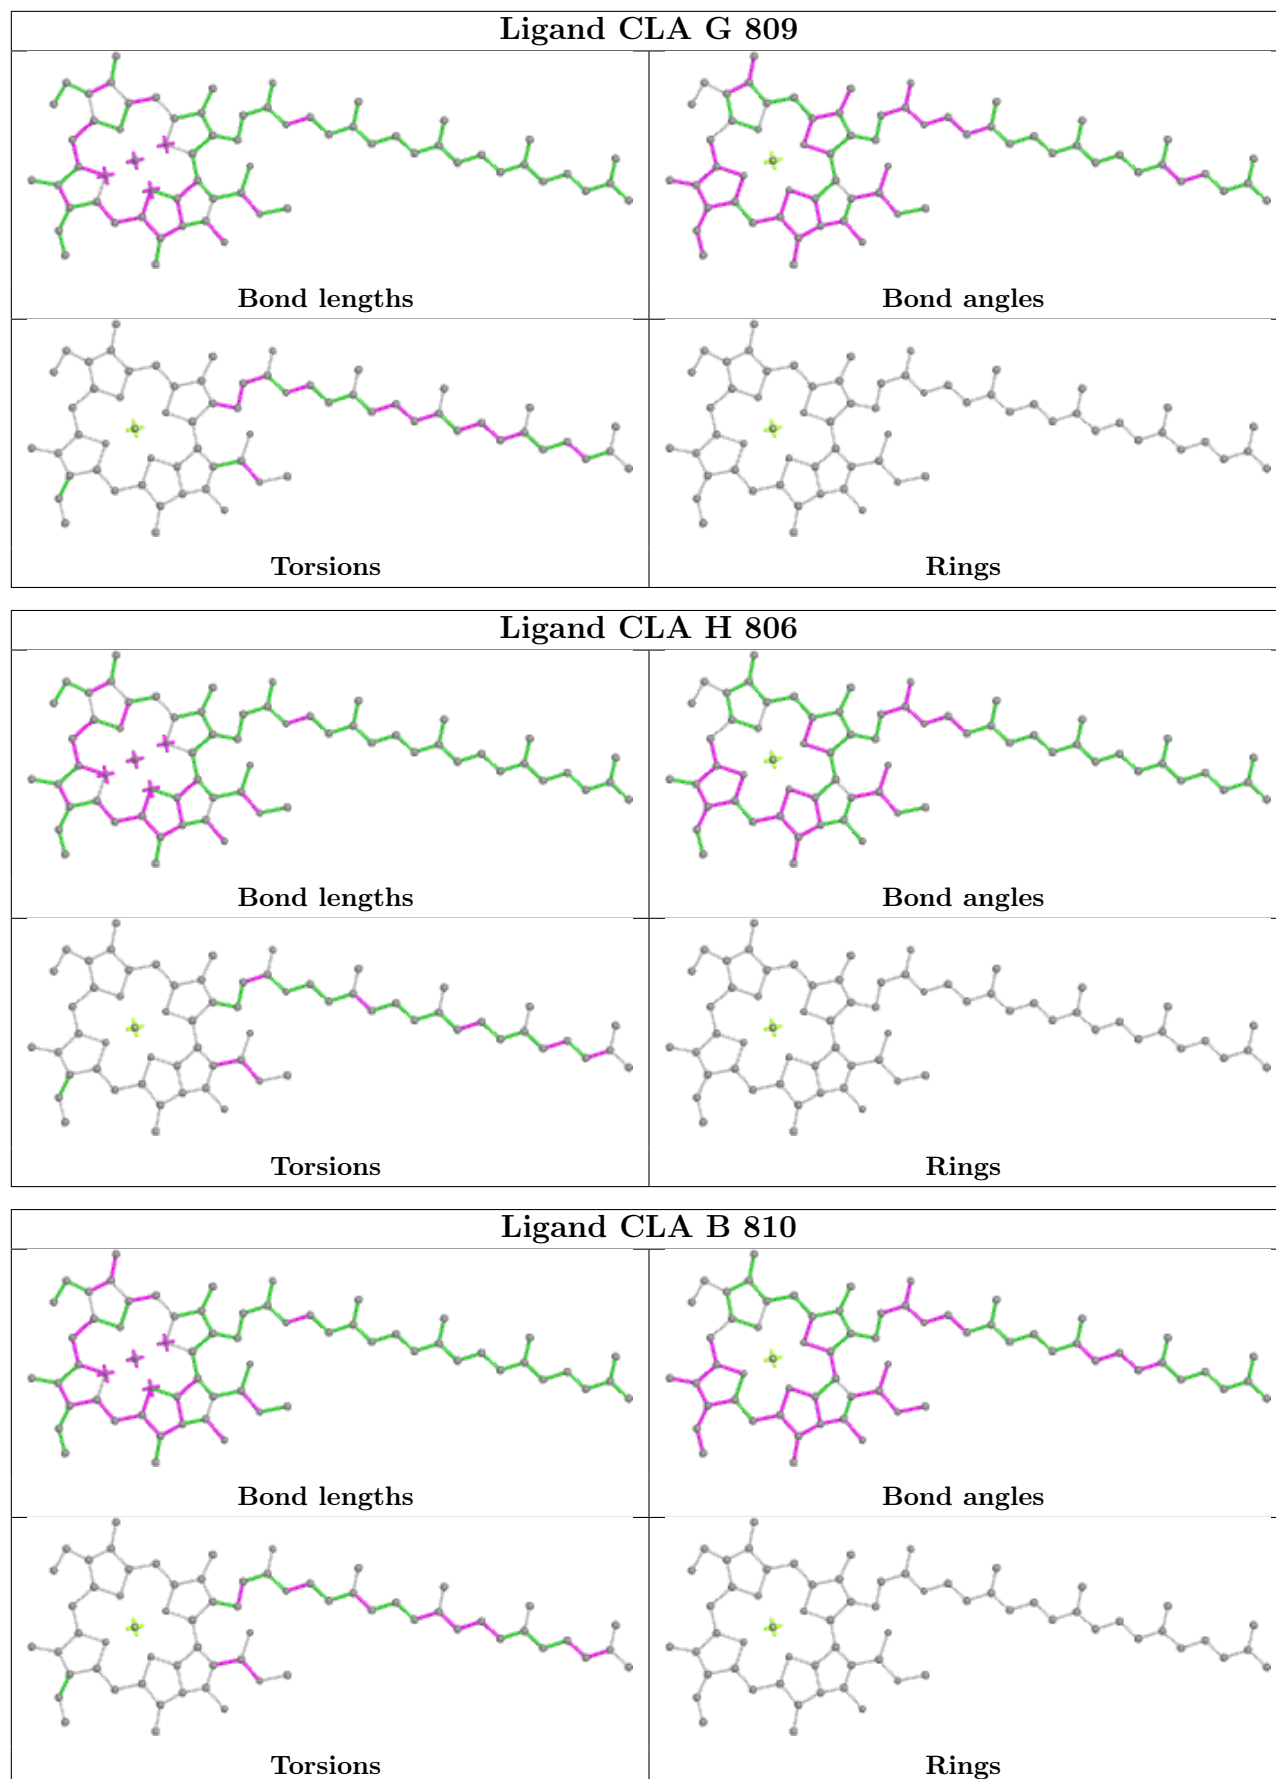 Ligand CLA G 809
Bond lengths
Bond angles
Torsions
Rings
Ligand CLA H 806
Bond lengths
Bond angles
Torsions
Rings
Ligand CLA B 810
Bond lengths
Bond angles
Torsions
Rings